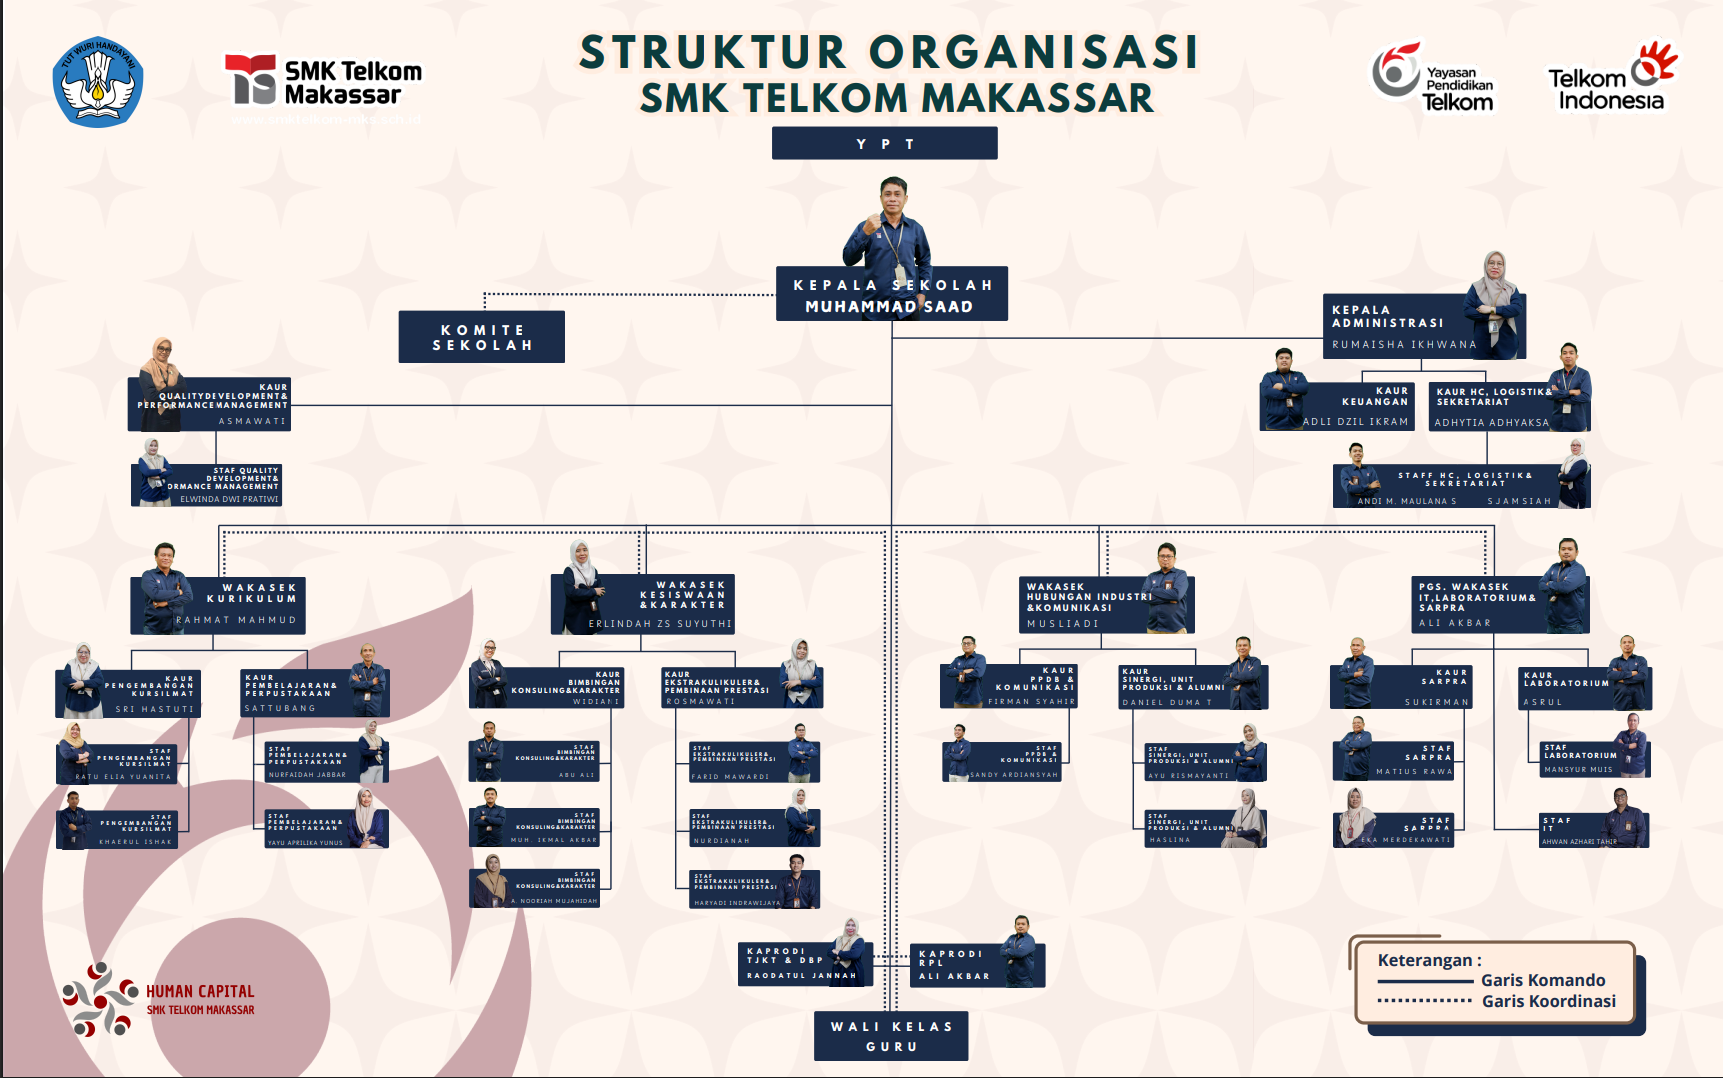 TUT WURI HANDAYANI
SMK Telkom
Makassar
STRUKTUR ORGANISASI
SMK TELKOM MAKASSAR
Yayasan
Pendidikan
Telkom
Telkom
Indonesia
YPT
KEPALA SEKOLAH
MUHAMMAD SAAD
KOMITE
SEKOLAH
KEPALA
ADMINISTRASI
RUMAISHA IKHWANA
KAUR
QUALITYDEVELOPMENT&
PERFORMANCEMANAGEMENT
ASMAWATI
KAUR
KEUANGAN
ADLI DZIL IKRAM
KAUR HC, LOGISTIK&
SEKRETARIAT
ADHYTIA ADHYAKSA
STAF QUALITY
DEVELOPMENT&
ORMANCE MANAGEMENT
ELWINDA DWI PRATIWI
STAFF HC, LOGISTIK&
SEKRETARIAT
ANDI M. MAULANA S
SJAMSIAH
WAKASEK
KURIKULUM
RAHMAT MAHMUD
WAKASEK
KESISWAAN
&KARAKTER
ERLINDAH ZS SUYUTHI
WAKASEK
HUBUNGAN INDUSTRI
&KOMUNIKASI
MUSLIADI
PGS. WAKASEK
IT,LABORATORIUM&
SARPRA
ALI AKBAR
KAUR
PENGEMBANGAN
KURSILMAT
SRI HASTUTI
KAUR
PEMBELAJARAN&
PERPUSTAKAAN
SATTUBANG
KAUR
BIMBINGAN
KONSULING&KARAKTER
WIDIANI
KAUR
EKSTRAKULIKULER&
PEMBINAAN PRESTASI
ROSMAWATI
KAUR
PPDB &
KOMUNIKASI
FIRMAN SYAHIR
KAUR
SINERGI, UNIT
PRODUKSI & ALUMNI
DANIEL DUMA T
KAUR
SARPRA
SUKIRMAN
KAUR
LABORATORIUM
ASRUL
STAF
PENGEMBANGAN
KURSILMAT
RATU ELIA YUANITA
STAF
PEMBELAJARAN&
PERPUSTAKAAN
NURFAIDAH JABBAR
STAF
BIMBINGAN
KONSULING&KARAKTER
ABU ALI
STAF
EKSTRAKULIKULER&
PEMBINAAN PRESTASI
FARID MAWARDI
STAF
PPDB &
KOMUNIKASI
SANDY ARDIANSYAH
STAF
SINERGI, UNIT
PRODUKSI & ALUMNI
AYU RISMAYANTI
STAF
SARPRA
MATIUS RAWA
STAF
LABORATORIUM
MANSYUR MUIS
STAF
PENGEMBANGAN
KURSILMAT
KHAERUL ISHAK
STAF
PEMBELAJARAN&
PERPUSTAKAAN
YAYU APRILIKA YUNUS
STAF
BIMBINGAN
KONSULING&KARAKTER
MUH. IKMAL AKBAR
STAF
EKSTRAKULIKULER&
PEMBINAAN PRESTASI
NURDIANAH
STAF
SINERGI, UNIT
PRODUKSI & ALUMNI
HASLINA
STAF
SARPRA
EKA MERDEKAWATI
STAF
IT
AHWAN AZHARI TAHIR
STAF
BIMBINGAN
KONSULING&KARAKTER
A. NOORIAH MUJAHIDAH
STAF
EKSTRAKULIKULER&
PEMBINAAN PRESTASI
HARYADI INDRAWIJAYA
KAPRODI
TJKT & DBP
RAODATUL JANNAH
KAPRODI
RPL
ALI AKBAR
WALI KELAS
GURU
HUMAN CAPITAL
SMK TELKOM MAKASSAR
Keterangan :
Garis Komando
Garis Koordinasi